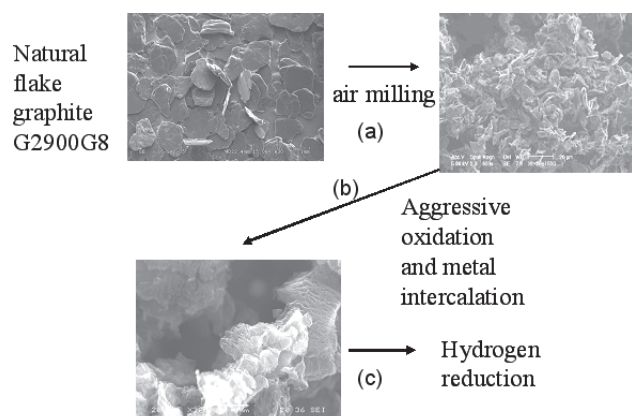 Natural
flake
graphite
G2900G8
air milling
(a)
(b)
Aggressive
oxidation
and metal
intercalation
(c)
Hydrogen
reduction